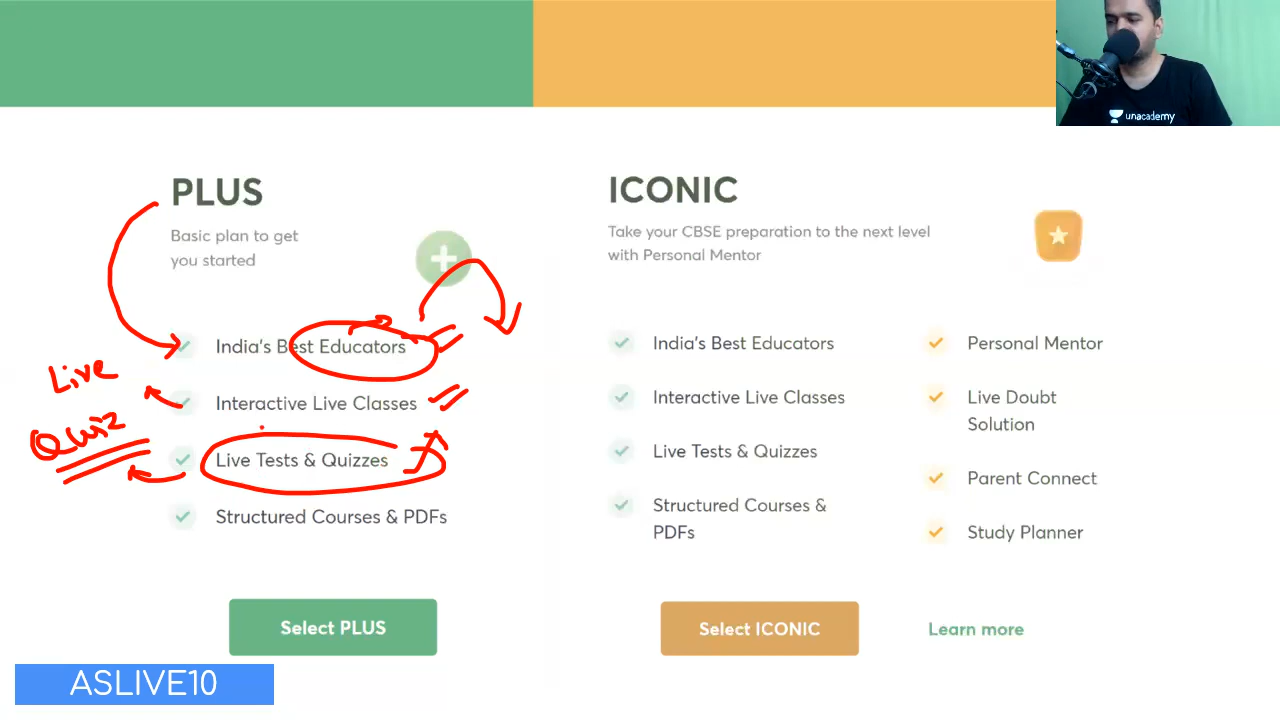 unacademy
PLUS
Basic plan to get
you started
India's Best Educators
Interactive Live Classes
Live Tests & Quizzes
Structured Courses & PDFs
Live
Quiz
Select PLUS
ASLIVE10
ICONIC
Take your CBSE preparation to the next level
with Personal Mentor
India's Best Educators
Interactive Live Classes
Live Tests & Quizzes
Structured Courses &
PDFs
Personal Mentor
Live Doubt
Solution
Parent Connect
Study Planner
Select ICONIC
Learn more